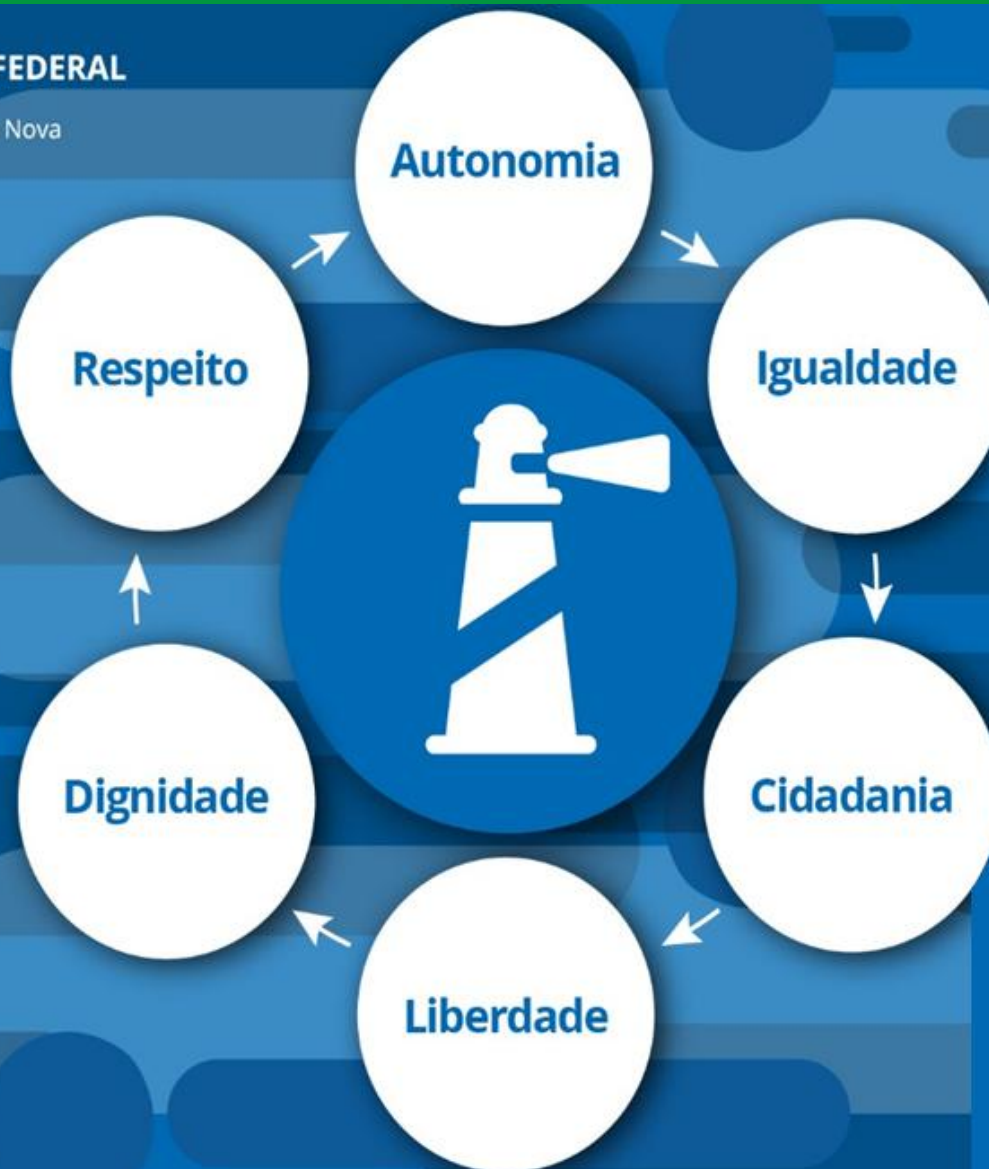 FEDERAL
Nova
Autonomia
Respeito
Igualdade
Dignidade
Cidadania
Liberdade